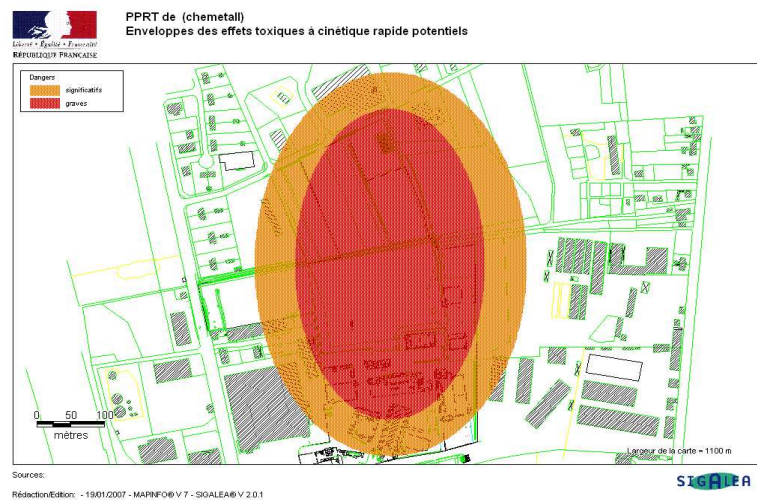 PPRT de (chemetall)
Enveloppes des effets toxiques à cinétique rapide potentiels
Liberté • Égalité • Fraternité
RÉPUBLIQUE FRANÇAISE
Dangers
significatifs
graves
0 50 100
mètres
Largeur de la carte = 1100 m
Sources:
Rédaction/Edition: - 19/01/2007 - MAPINFO® V 7 - SIGALEA® V 2.0.1
SIGALEA